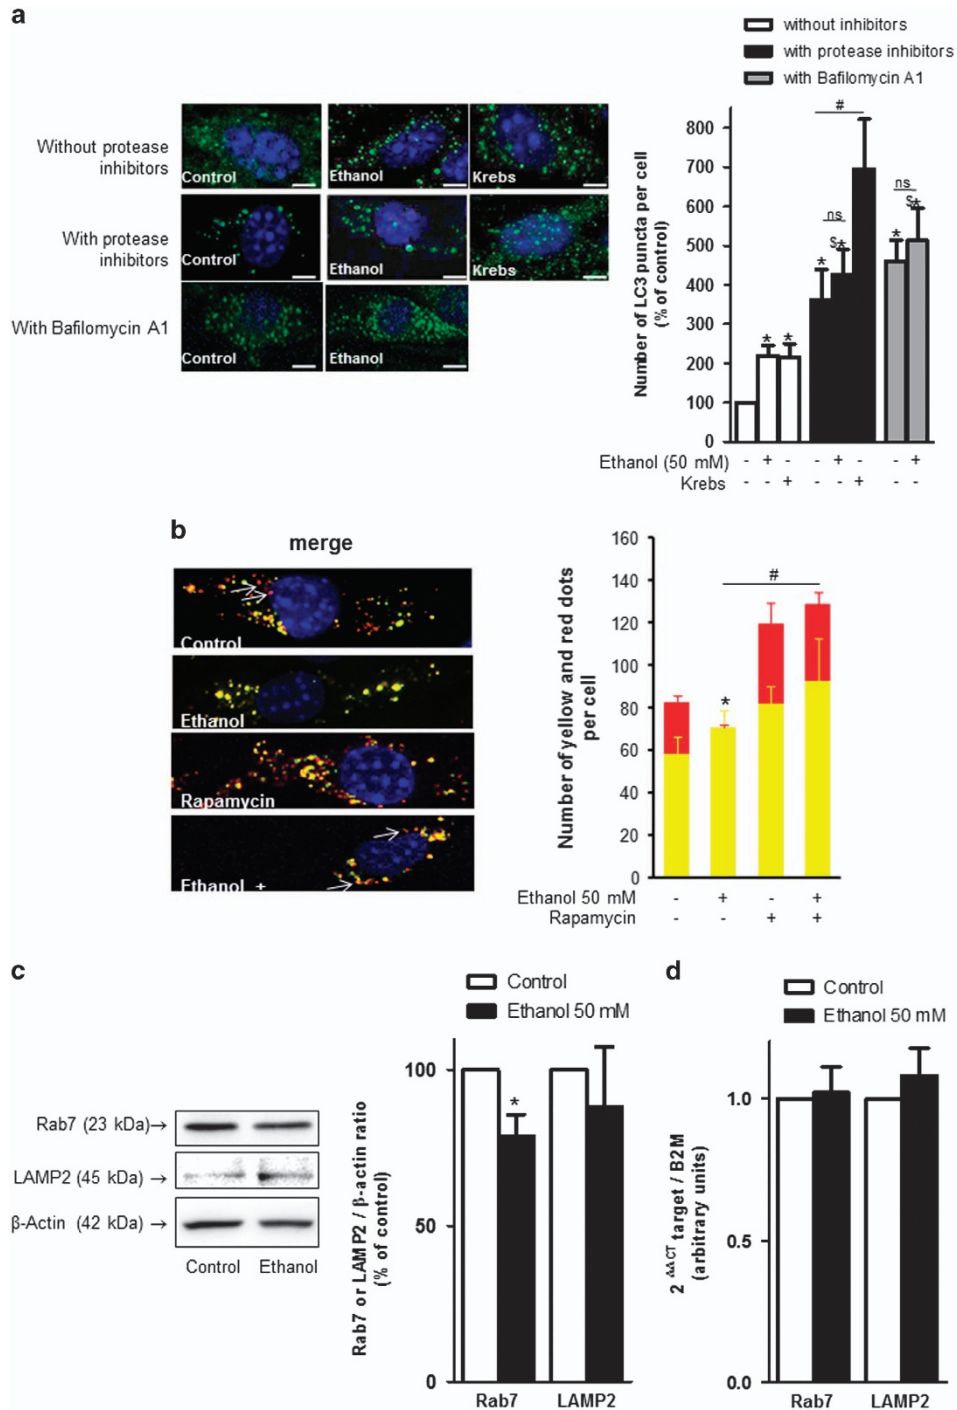 a
without inhibitors
with protease inhibitors
with Bafilomycin A1
Without protease
inhibitors
Control
Ethanol
Krebs
With protease
inhibitors
Control
Ethanol
Krebs
With Bafilomycin A1
Control
Ethanol
Number of LC3 puncta per cell
(% of control)
800
700
600
500
400
300
200
100
0
* * * ns $* # * ns $*
Ethanol (50 mM) - + - - + - - +
Krebs - - + - - + - -
b
merge
Control
Ethanol
Rapamycin
Ethanol +
Number of yellow and red dots
per cell
160
140
120
100
80
60
40
20
0
* #
Ethanol 50 mM - + - +
Rapamycin - - + +
c
Rab7 (23 kDa)→
LAMP2 (45 kDa) →
β-Actin (42 kDa) →
Control Ethanol
Control
Ethanol 50 mM
Rab7 or LAMP2 / β-actin ratio
(% of control)
100
50
0
*
Rab7 LAMP2
d
Control
Ethanol 50 mM
2 ΔΔCT target / B2M
(arbitrary units)
1.0
0.5
0.0
Rab7 LAMP2